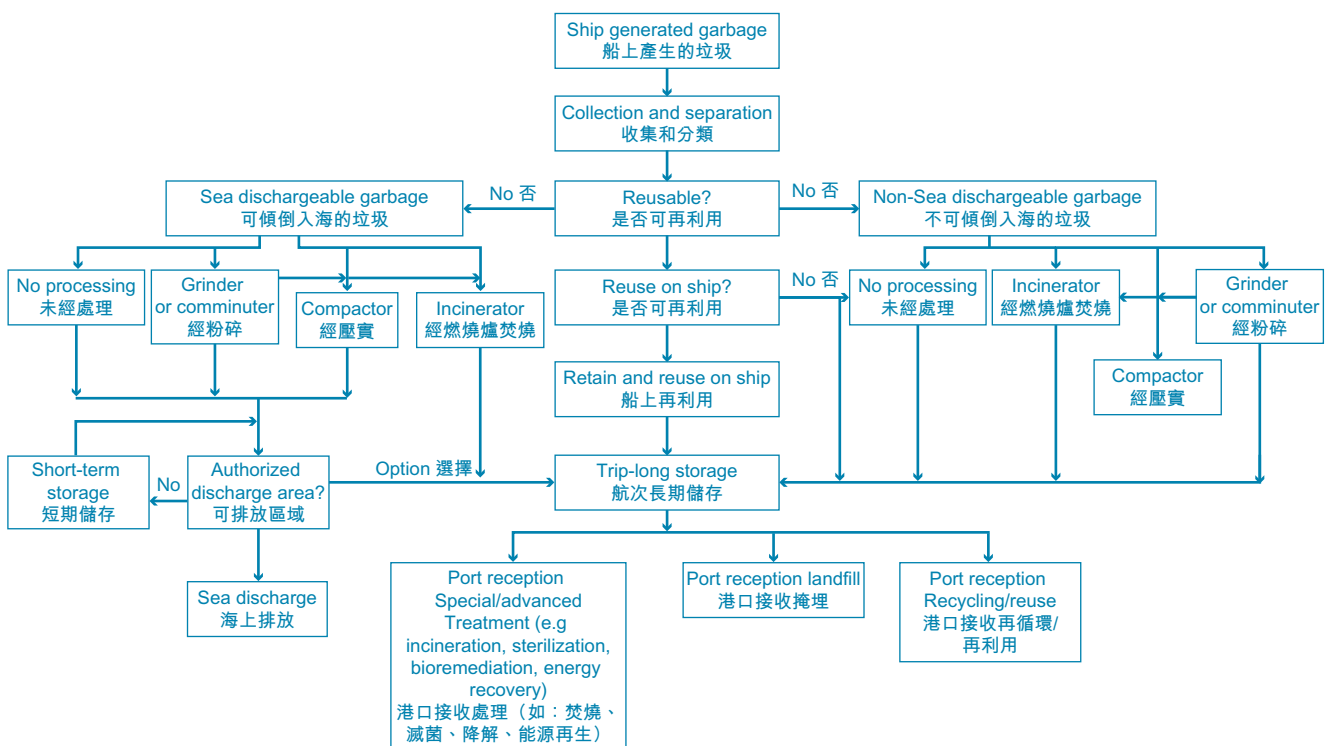 Ship generated garbage
船上產生的垃圾
Collection and separation
收集和分類
Sea dischargeable garbage
可傾倒入海的垃圾
No 否
Reusable?
是否可再利用
No 否
Non-Sea dischargeable garbage
不可傾倒入海的垃圾
No processing
未經處理
Grinder
or comminuter
經粉碎
Compactor
經壓實
Incinerator
經燃燒爐焚燒
Reuse on ship?
是否可再利用
No 否
No processing
未經處理
Incinerator
經燃燒爐焚燒
Grinder
or comminuter
經粉碎
Compactor
經壓實
Retain and reuse on ship
船上再利用
Short-term
storage
短期儲存
No
Authorized
discharge area?
可排放區域
Option 選擇
Trip-long storage
航次長期儲存
Sea discharge
海上排放
Port reception
Special/advanced
Treatment (e.g
incineration, sterilization,
bioremediation, energy
recovery)
港口接收處理（如：焚燒、
滅菌、降解、能源再生）
Port reception landfill
港口接收掩埋
Port reception
Recycling/reuse
港口接收再循環/
再利用